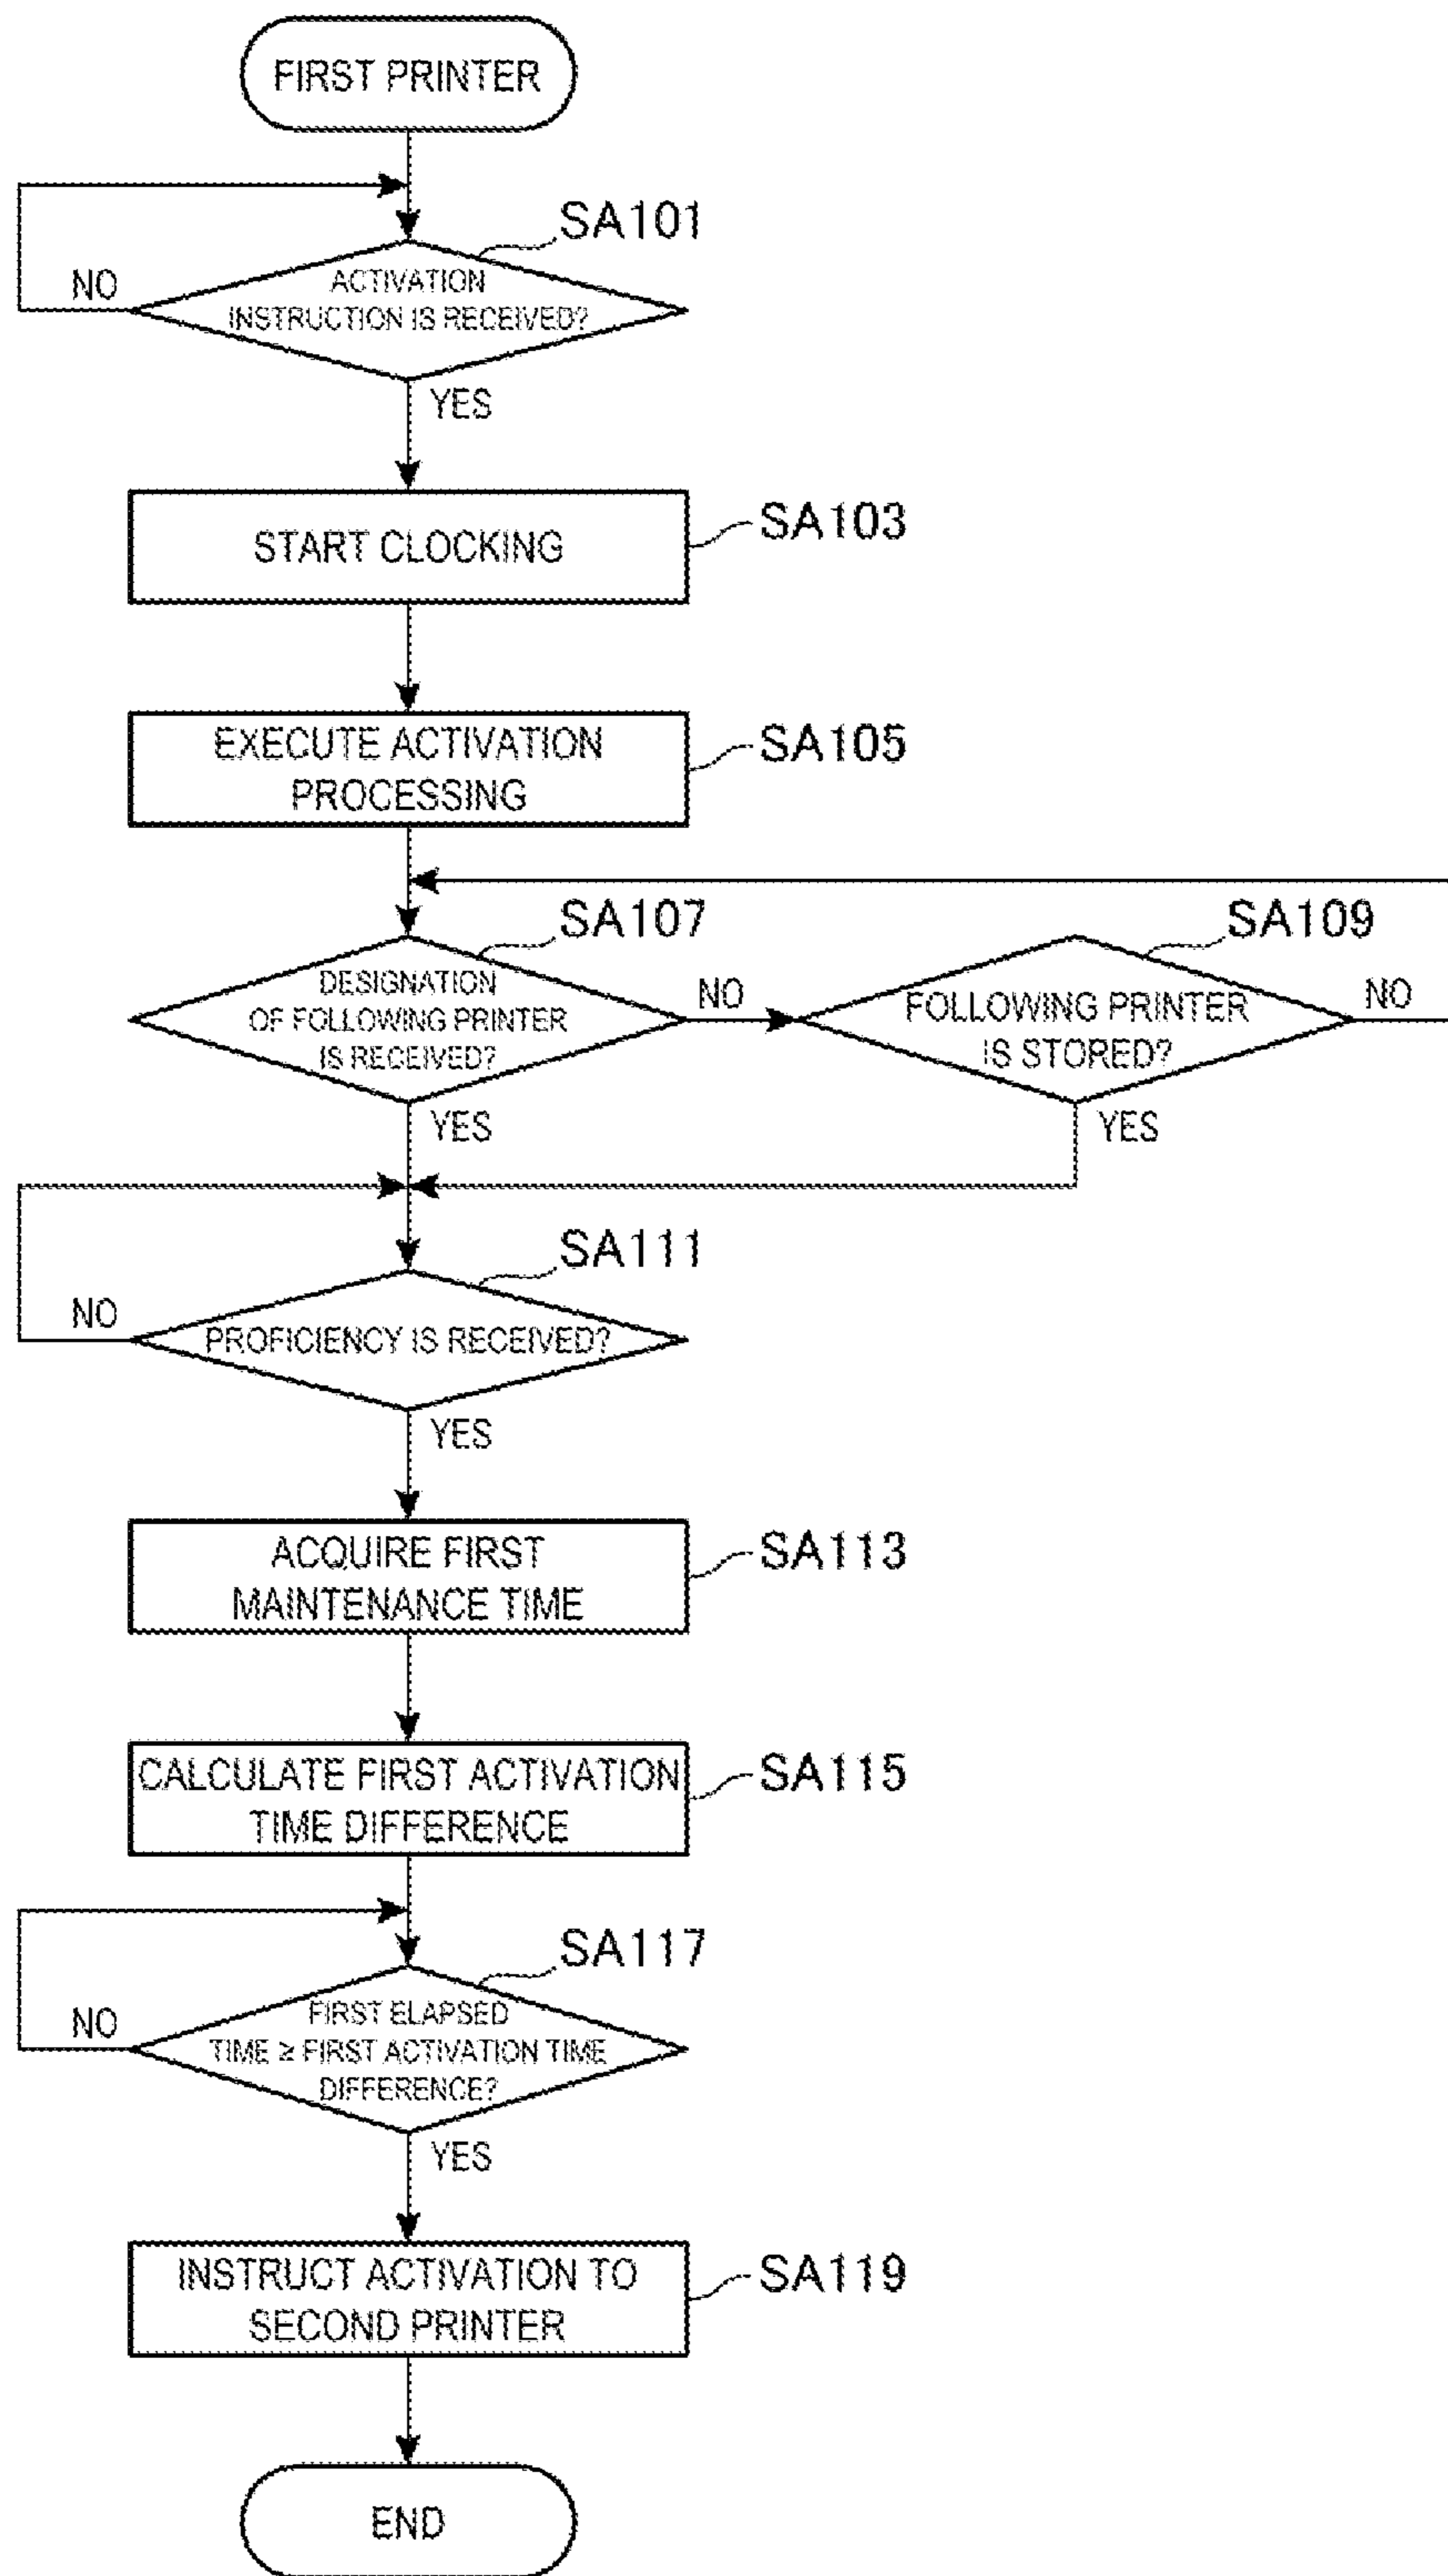 FIRST PRINTER
SA101
NO
ACTIVATION
INSTRUCTION IS RECEIVED?
YES
START CLOCKING
SA103
EXECUTE ACTIVATION
PROCESSING
SA105
SA107
SA109
DESIGNATION
OF FOLLOWING PRINTER
IS RECEIVED?
NO
FOLLOWING PRINTER
IS STORED?
NO
YES
YES
SA111
NO
PROFICIENCY IS RECEIVED?
YES
ACQUIRE FIRST
MAINTENANCE TIME
SA113
CALCULATE FIRST ACTIVATION
TIME DIFFERENCE
SA115
SA117
NO
FIRST ELAPSED
TIME ≥ FIRST ACTIVATION TIME
DIFFERENCE?
YES
INSTRUCT ACTIVATION TO
SECOND PRINTER
SA119
END